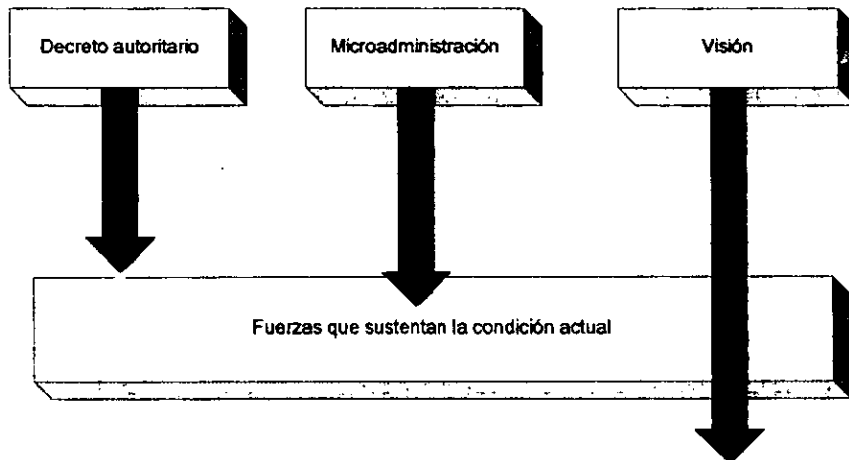 Decreto autoritario
Microadministración
Visión
Fuerzas que sustentan la condición actual